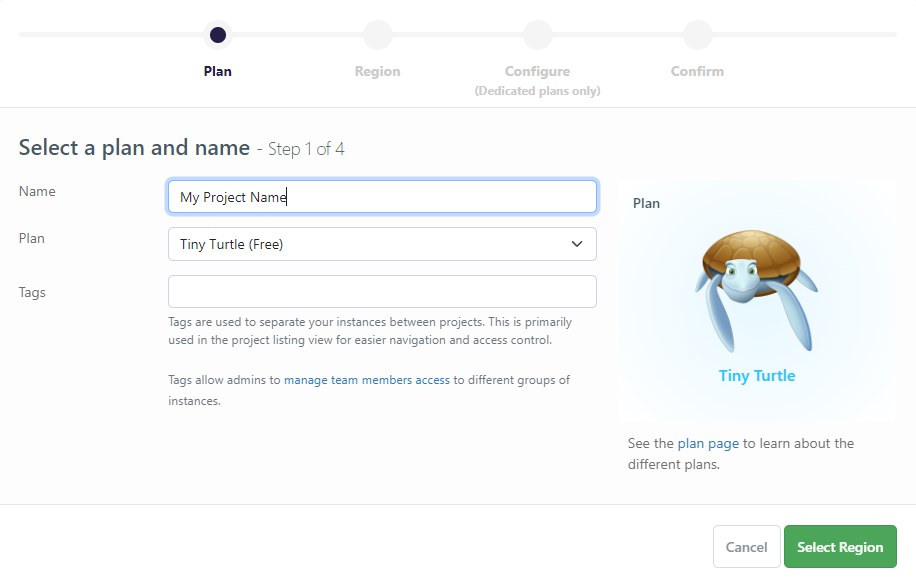 Plan
Region
Configure
(Dedicated plans only)
Confirm
Select a plan and name - Step 1 of 4
Name
My Project Name
Plan
Tiny Turtle (Free)
Tags
Tags are used to separate your instances between projects. This is primarily
used in the project listing view for easier navigation and access control.
Tags allow admins to manage team members access to different groups of
instances.
Plan
Tiny Turtle
See the plan page to learn about the
different plans.
Cancel
Select Region